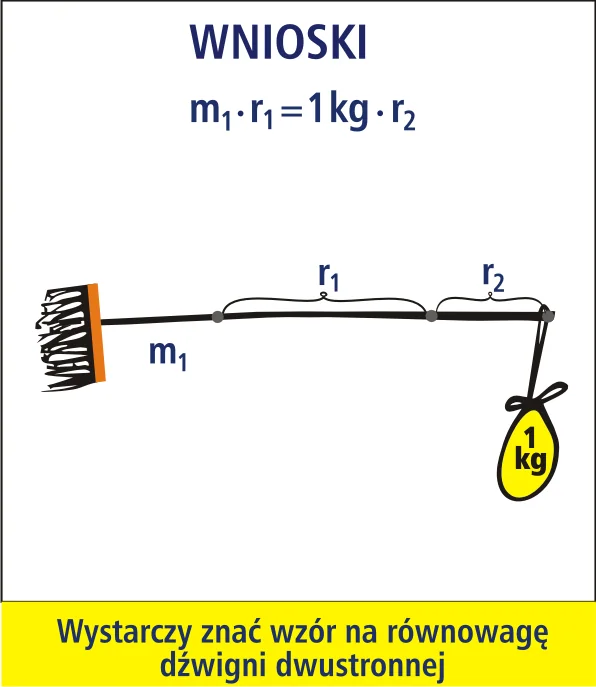 WNIOSKI
m₁·r₁=1kg·r₂
r₁ r₂
m₁
1
kg
Wystarczy znać wzór na równowagę
dźwigni dwustronnej